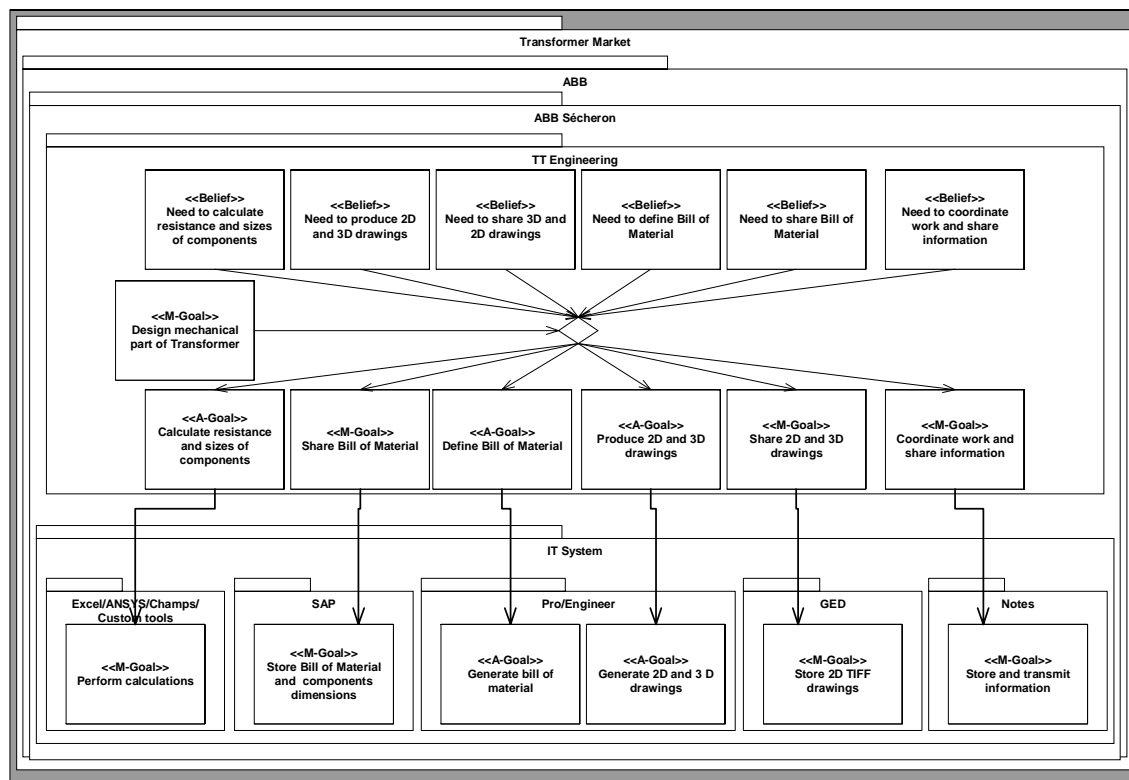 Transformer Market
ABB
ABB Sécheron
TT Engineering
<<Belief>>
Need to calculate
resistance and sizes
of components
<<Belief>>
Need to produce 2D
and 3D drawings
<<Belief>>
Need to share 3D and
2D drawings
<<Belief>>
Need to define Bill of
Material
<<Belief>>
Need to share Bill of
Material
<<Belief>>
Need to coordinate
work and share
information
<<M-Goal>>
Design mechanical
part of Transformer
<<A-Goal>>
Calculate resistance
and sizes of
components
<<M-Goal>>
Share Bill of Material
<<A-Goal>>
Define Bill of Material
<<A-Goal>>
Produce 2D and 3D
drawings
<<M-Goal>>
Share 2D and 3D
drawings
<<M-Goal>>
Coordinate work and
share information
IT System
Excel/ANSYS/Champs/
Custom tools
<<M-Goal>>
Perform calculations
SAP
<<M-Goal>>
Store Bill of Material
and components
dimensions
Pro/Engineer
<<A-Goal>>
Generate bill of
material
<<A-Goal>>
Generate 2D and 3 D
drawings
GED
<<M-Goal>>
Store 2D TIFF
drawings
Notes
<<M-Goal>>
Store and transmit
information